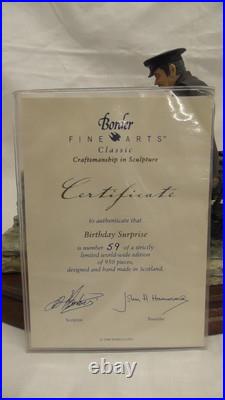 Border
FINE ARTS
Classic
Craftsmanship in Sculpture
Certificate
to authenticate that
Birthday Surprise
is number 59 of a strictly
limited world-wide edition
of 950 pieces,
designed and hand made in Scotland.
Sculptor